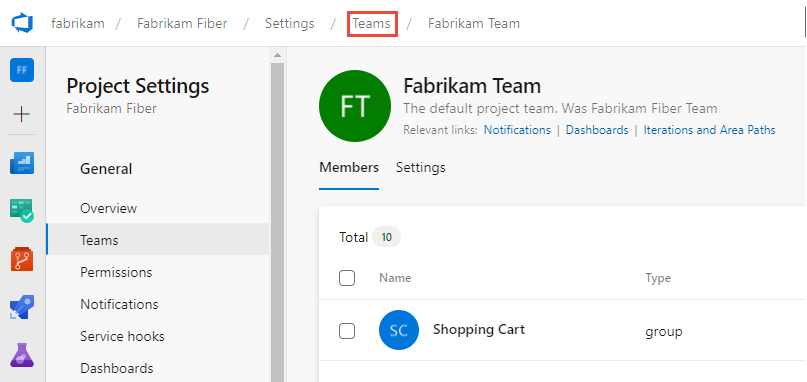 fabrikam / Fabrikam Fiber / Settings / Teams / Fabrikam Team
FF
Project Settings
Fabrikam Fiber
General
Overview
Teams
Permissions
Notifications
Service hooks
Dashboards
FT
Fabrikam Team
The default project team. Was Fabrikam Fiber Team
Relevant links: Notifications | Dashboards | Iterations and Area Paths
Members Settings
Total 10
Name Type
SC Shopping Cart group